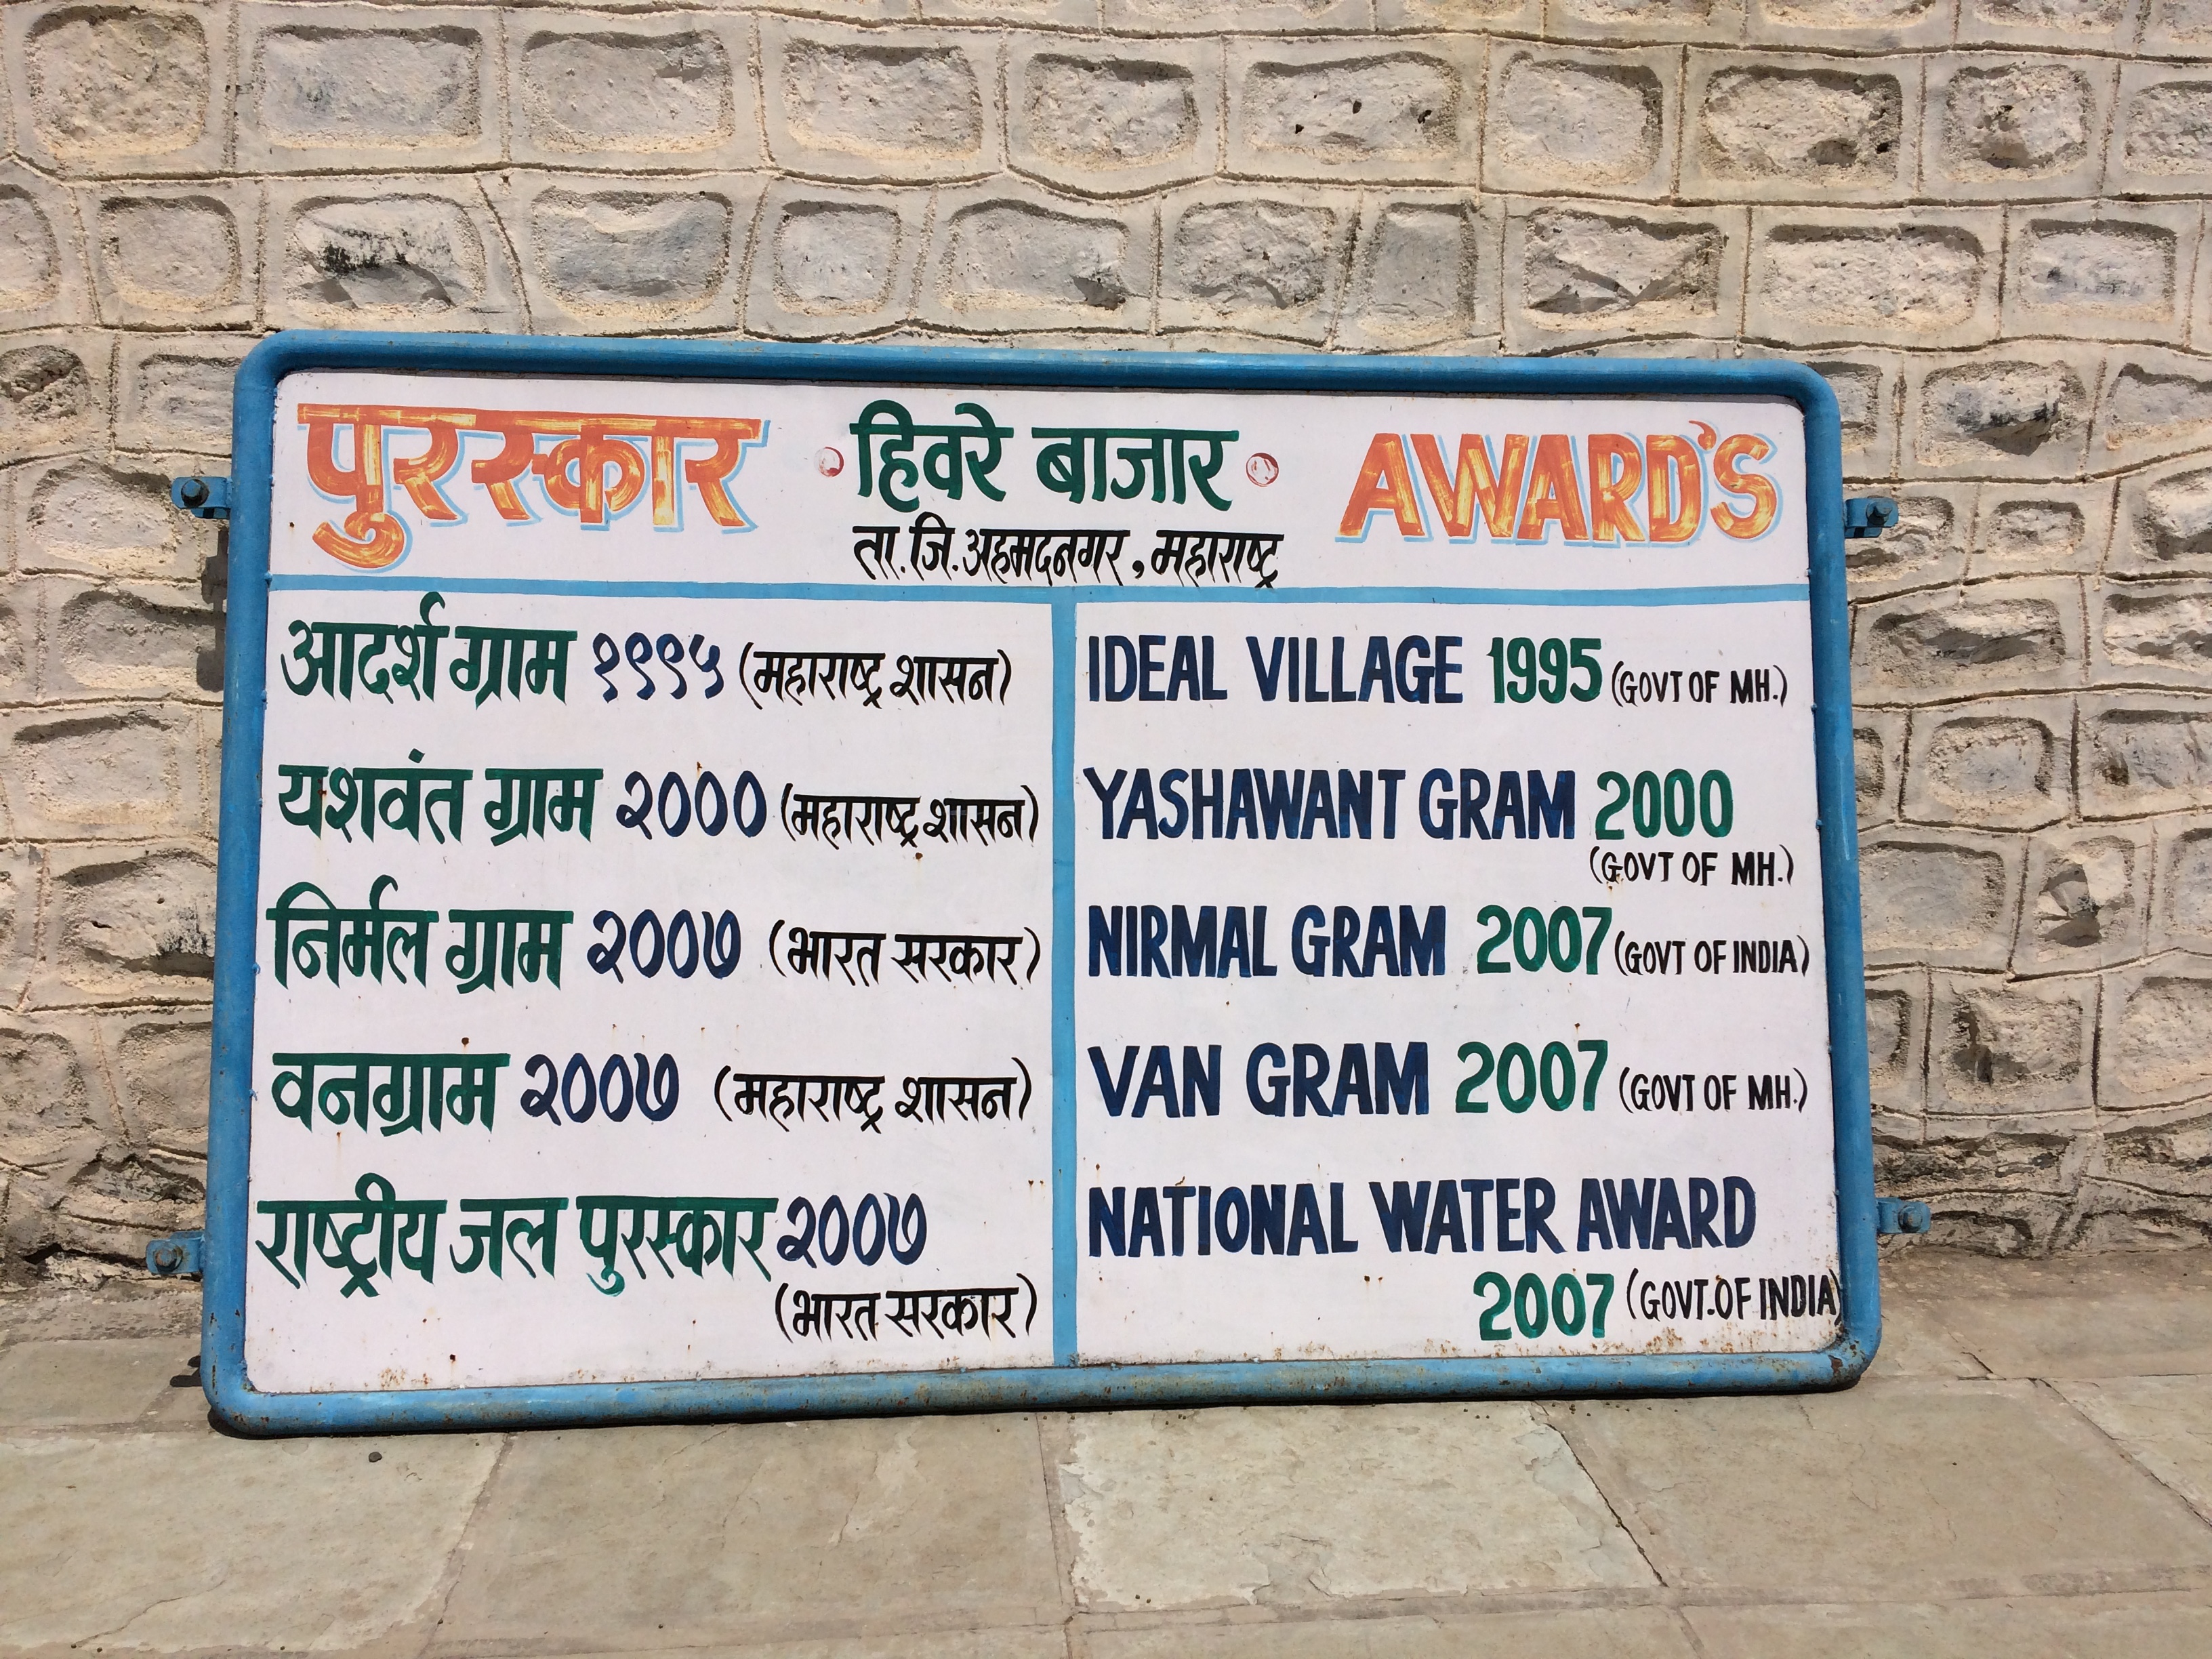 पुरस्कार हिवरे बाजार AWARD'S
ता. जि. अहमदनगर, महाराष्ट्र
आदर्श ग्राम १९९५ (महाराष्ट्र शासन)
यशवंत ग्राम २००० (महाराष्ट्र शासन)
निर्मल ग्राम २००७ (भारत सरकार)
वनग्राम २००७ (महाराष्ट्र शासन)
राष्ट्रीय जल पुरस्कार २००७
(भारत सरकार)
IDEAL VILLAGE 1995 (GOVT OF MH.)
YASHAWANT GRAM 2000
(GOVT OF MH.)
NIRMAL GRAM 2007 (GOVT OF INDIA)
VAN GRAM 2007 (GOVT OF MH.)
NATIONAL WATER AWARD
2007 (GOVT.OF INDIA)